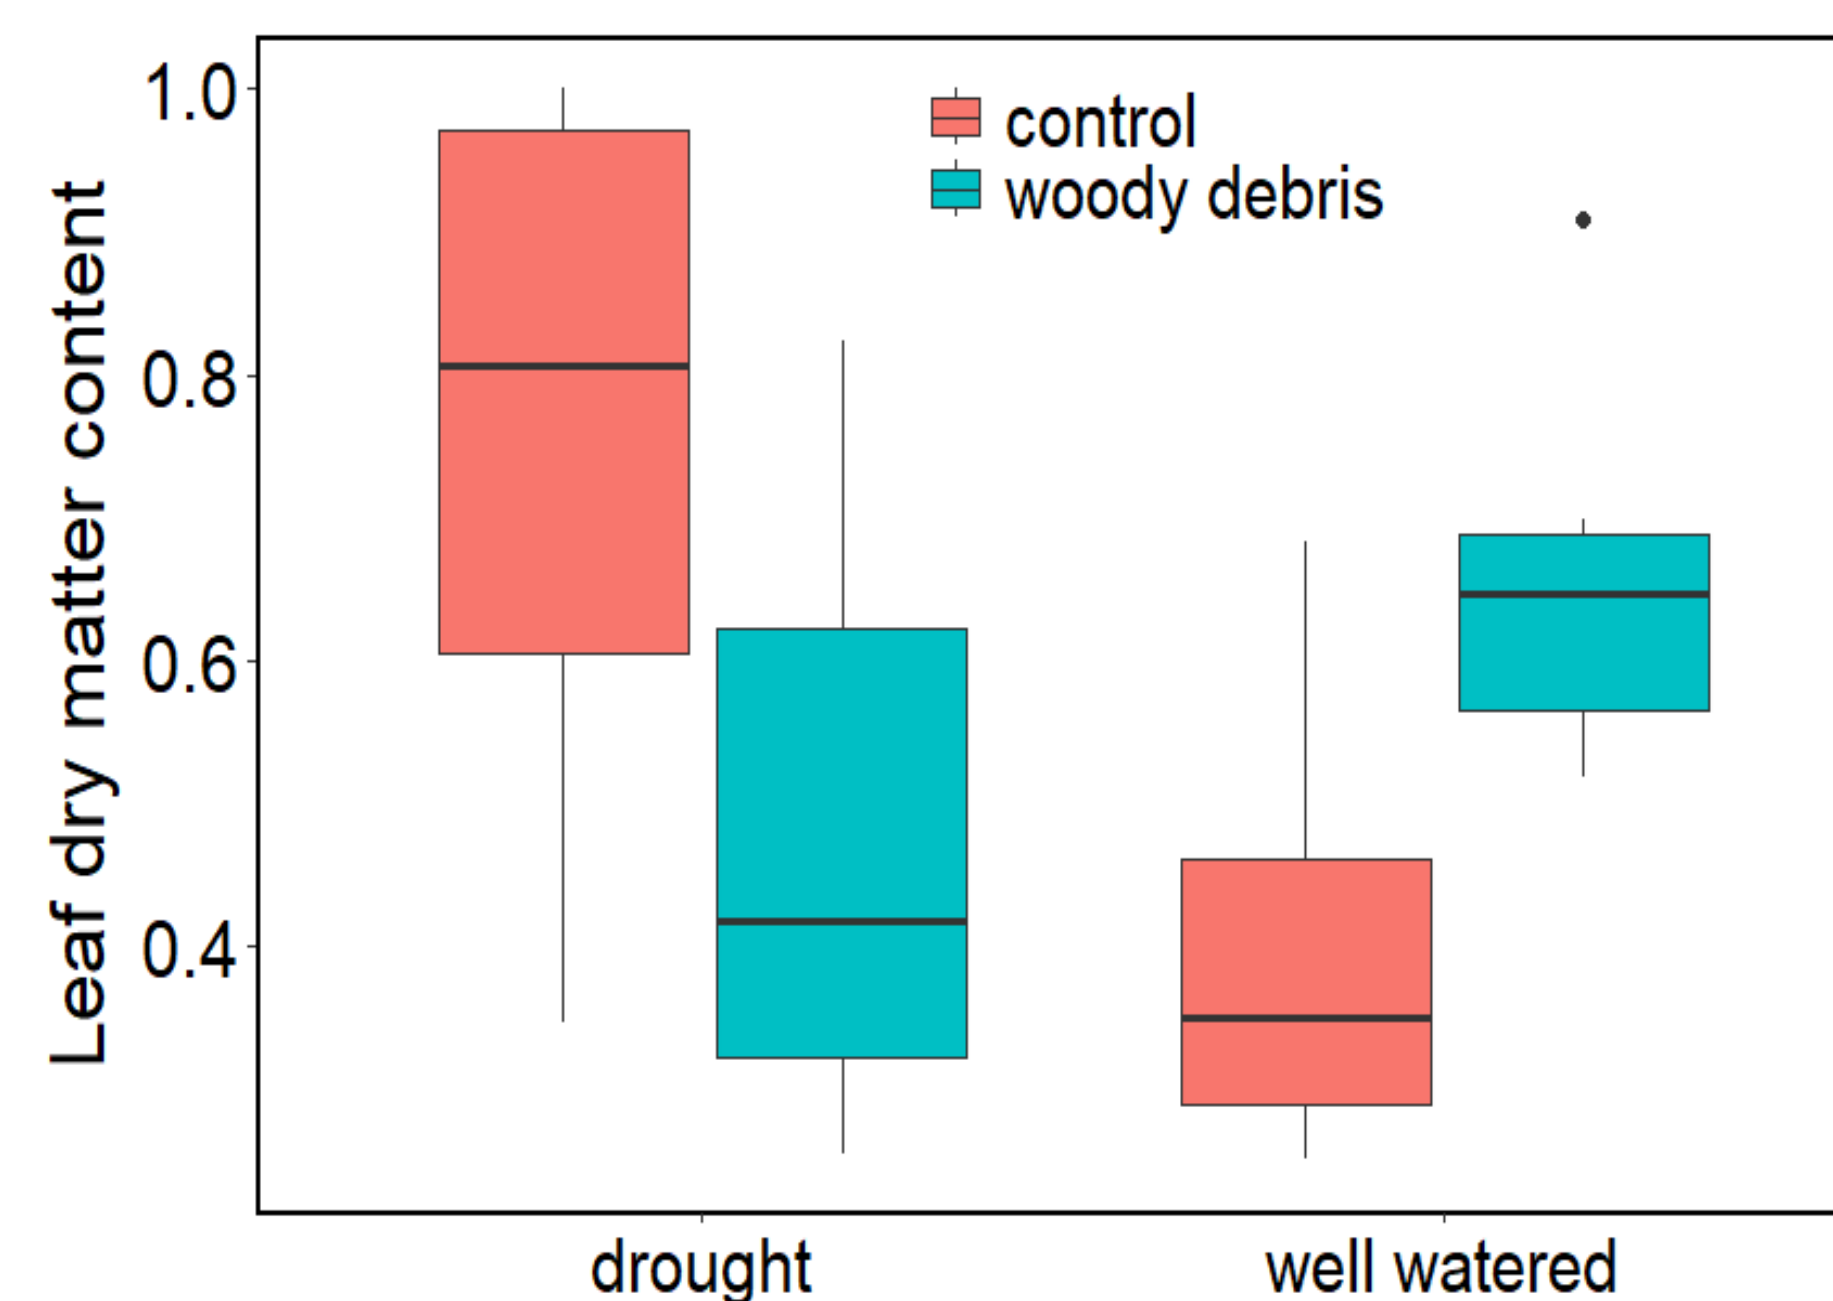 1.0
control
woody debris
0.8
0.6
0.4
Leaf dry matter content
drought
well watered